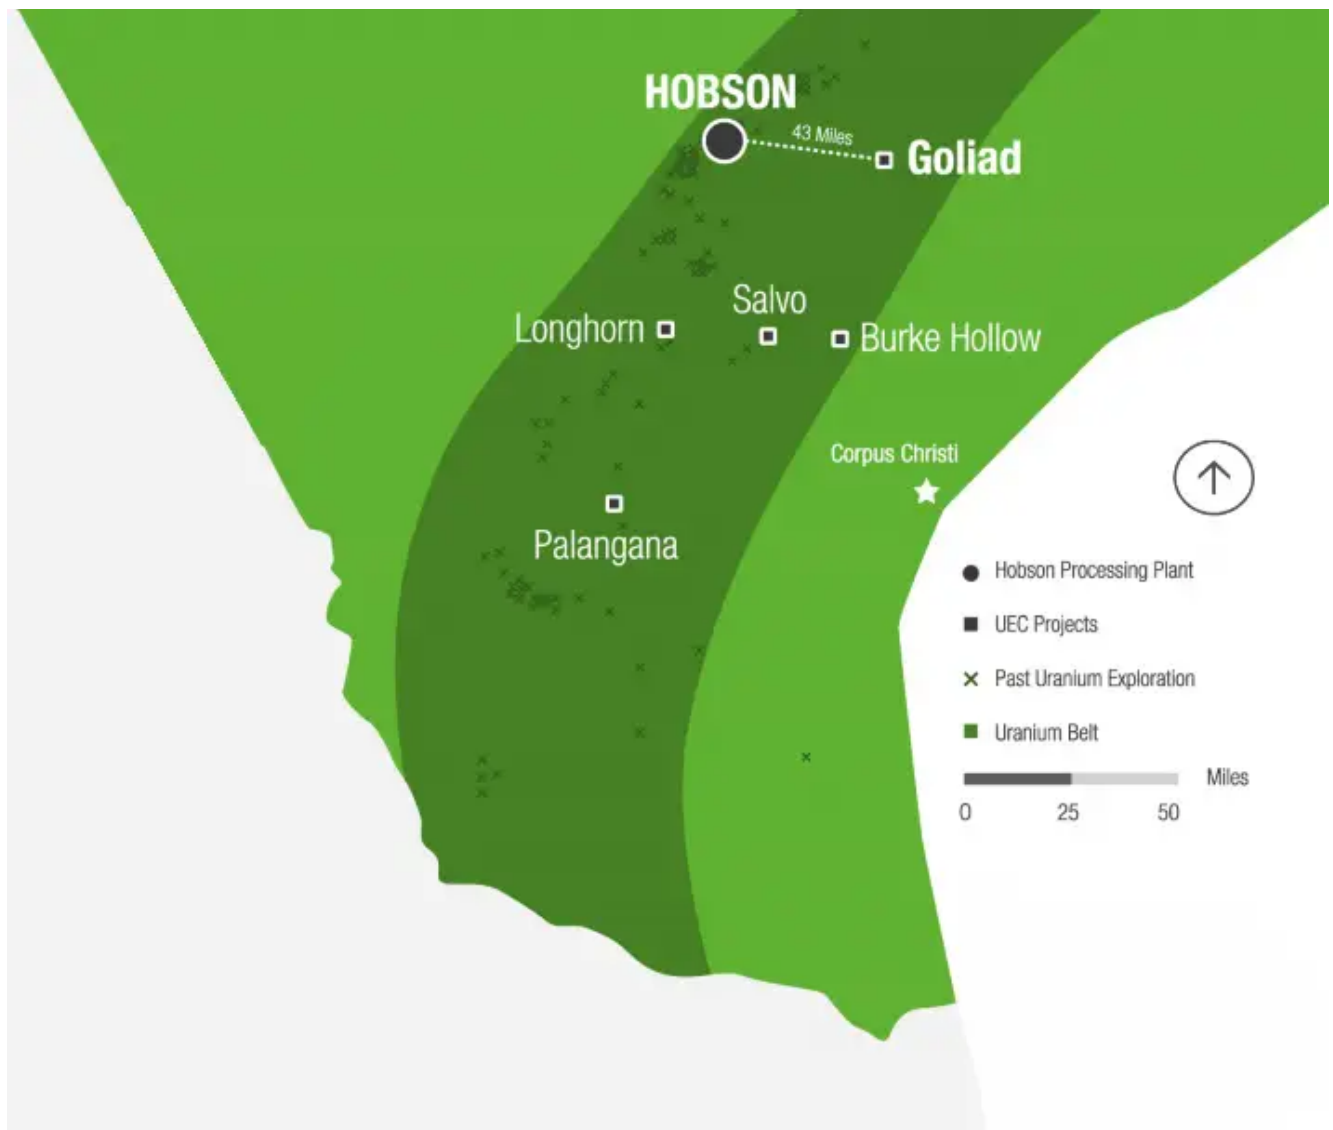 HOBSON
43 Miles
Goliad
Salvo
Longhorn
Burke Hollow
Corpus Christi
Palangana
Hobson Processing Plant
UEC Projects
Past Uranium Exploration
Uranium Belt
Miles
0 25 50